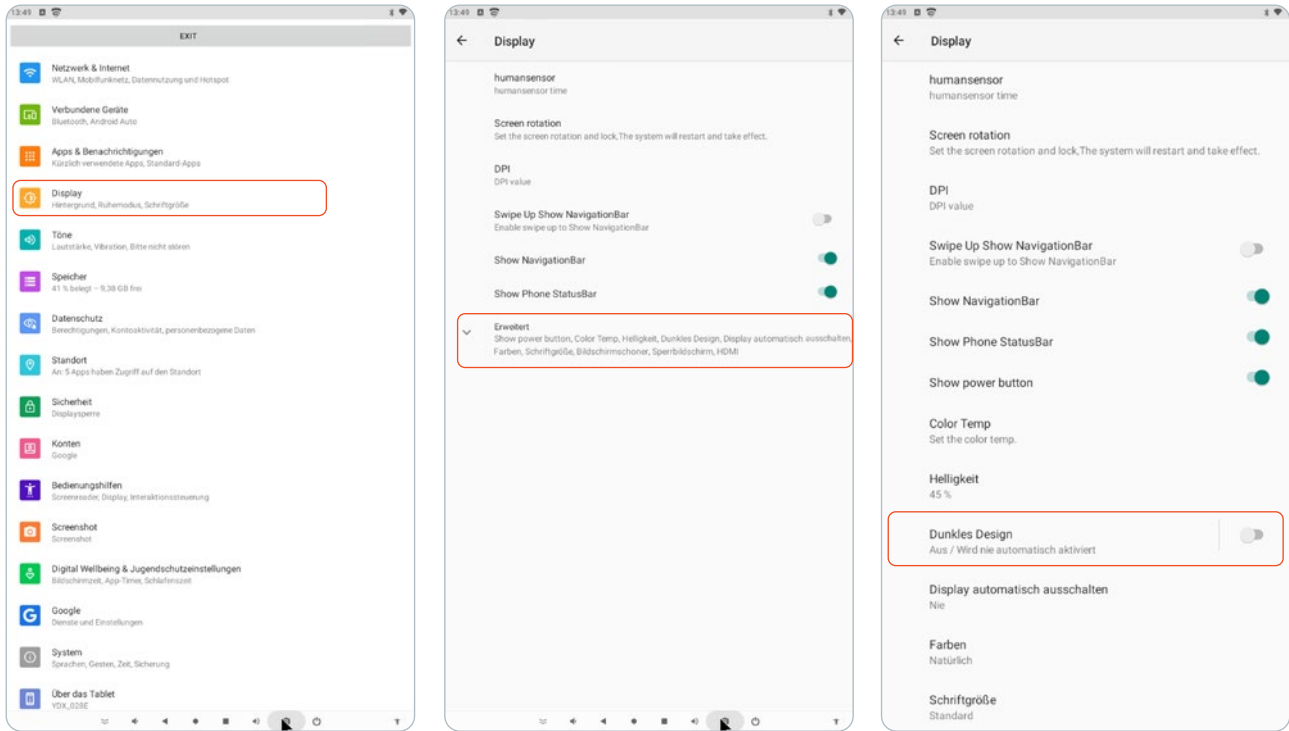 13:49
EXIT
Netzwerk & Internet
WLAN, Mobilfunknetz, Datennutzung und Hotspot
Verbundene Geräte
Bluetooth, Android Auto
Apps & Benachrichtigungen
Kürzlich verwendete Apps, Standard-Apps
Display
Hintergrund, Ruhemodus, Schriftgröße
Töne
Lautstärke, Vibration, Bitte nicht stören
Speicher
41 % belegt – 9,38 GB frei
Datenschutz
Berechtigungen, Kontoaktivität, personenbezogene Daten
Standort
An: 5 Apps haben Zugriff auf den Standort
Sicherheit
Displaysperre
Konten
Google
Bedienungshilfen
Screenreader, Display, Interaktionssteuerung
Screenshot
Screenshot
Digital Wellbeing & Jugendschutzeinstellungen
Bildschirmzeit, App-Timer, Schlafenszeit
Google
Dienste und Einstellungen
System
Sprachen, Gesten, Zeit, Sicherung
Über das Tablet
YDX_028E
13:49
Display
humansensor
humansensor time
Screen rotation
Set the screen rotation and lock,The system will restart and take effect.
DPI
DPI value
Swipe Up Show NavigationBar
Enable swipe up to Show NavigationBar
Show NavigationBar
Show Phone StatusBar
Erweitert
Show power button, Color Temp, Helligkeit, Dunkles Design, Display automatisch ausschalten,
Farben, Schriftgröße, Bildschirmschoner, Sperrbildschirm, HDMI
13:49
Display
humansensor
humansensor time
Screen rotation
Set the screen rotation and lock,The system will restart and take effect.
DPI
DPI value
Swipe Up Show NavigationBar
Enable swipe up to Show NavigationBar
Show NavigationBar
Show Phone StatusBar
Show power button
Color Temp
Set the color temp.
Helligkeit
45 %
Dunkles Design
Aus / Wird nie automatisch aktiviert
Display automatisch ausschalten
Nie
Farben
Natürlich
Schriftgröße
Standard